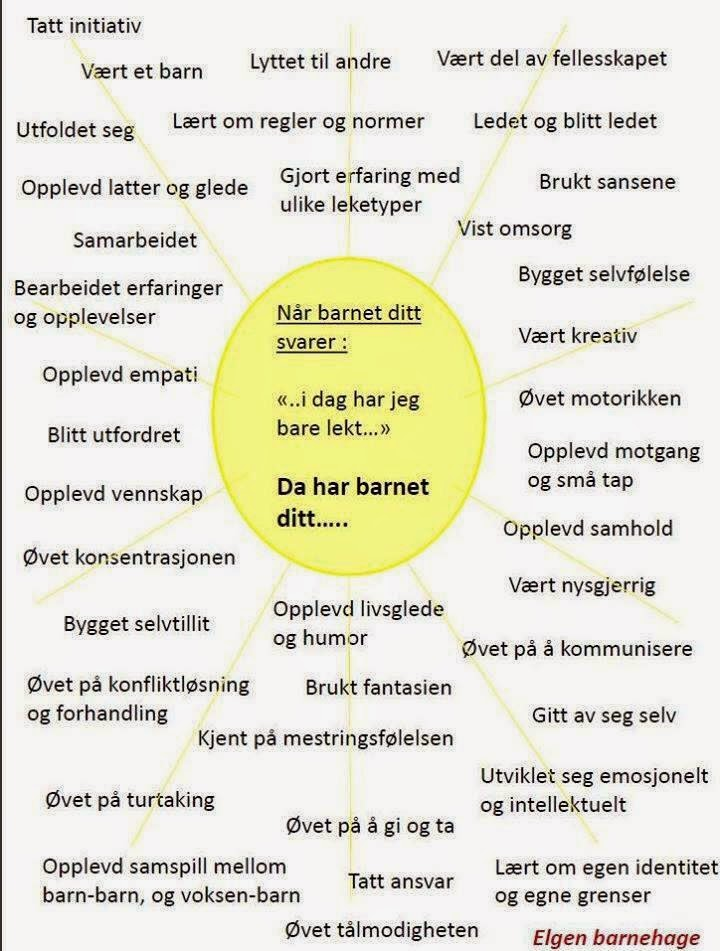 Tatt initiativ
Vært et barn
Lyttet til andre
Vært del av fellesskapet
Utfoldet seg
Lært om regler og normer
Ledet og blitt ledet
Opplevd latter og glede
Gjort erfaring med
ulike leketyper
Brukt sansene
Samarbeidet
Vist omsorg
Bearbeidet erfaringer
og opplevelser
Bygget selvfølelse
Når barnet ditt
svarer :
«..i dag har jeg
bare lekt...»
Da har barnet
ditt.....
Vært kreativ
Opplevd empati
Øvet motorikken
Blitt utfordret
Opplevd motgang
og små tap
Opplevd vennskap
Opplevd samhold
Øvet konsentrasjonen
Vært nysgjerrig
Bygget selvtillit
Opplevd livsglede
og humor
Øvet på å kommunisere
Øvet på konfliktløsning
og forhandling
Brukt fantasien
Gitt av seg selv
Kjent på mestringsfølelsen
Utviklet seg emosjonelt
og intellektuelt
Øvet på turtaking
Øvet på å gi og ta
Opplevd samspill mellom
barn-barn, og voksen-barn
Tatt ansvar
Lært om egen identitet
og egne grenser
Øvet tålmodigheten
Elgen barnehage